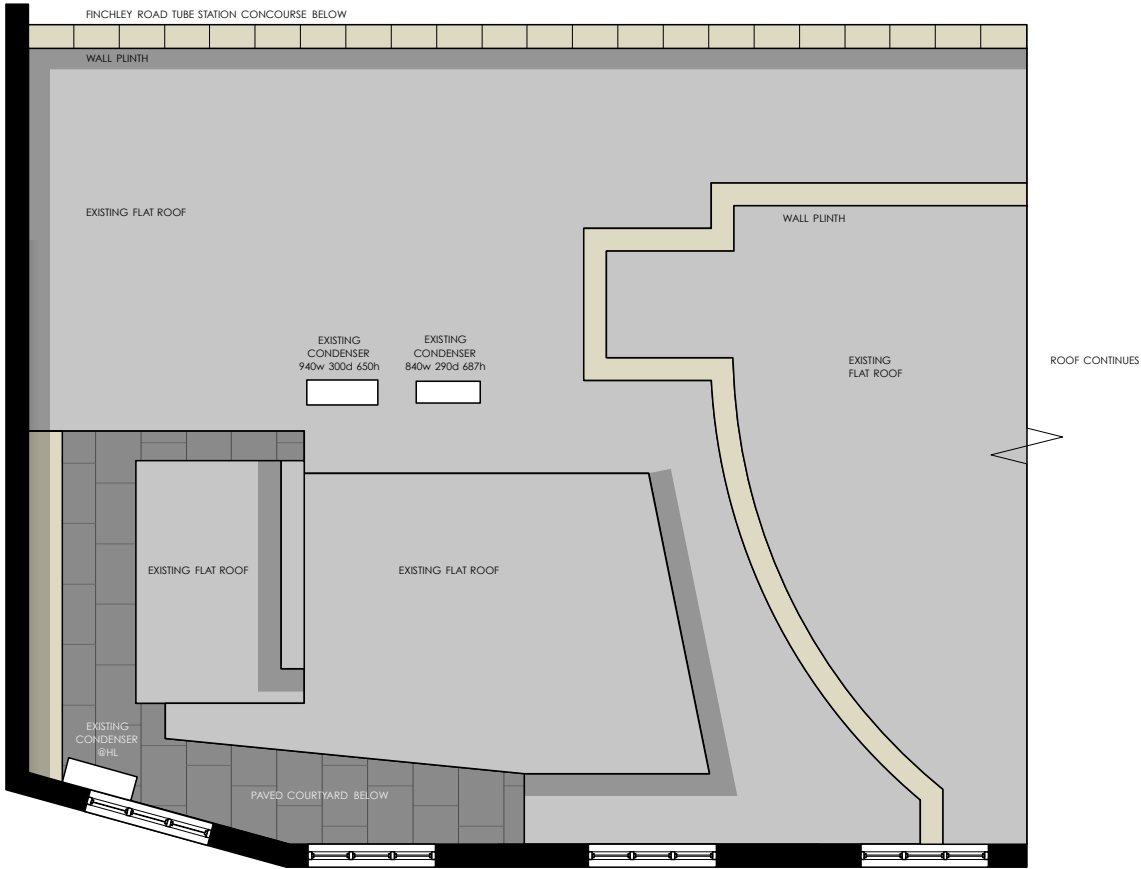 FINCHLEY ROAD TUBE STATION CONCOURSE BELOW
WALL PLINTH
EXISTING FLAT ROOF
WALL PLINTH
EXISTING
CONDENSER
940w 300d 650h
EXISTING
CONDENSER
840w 290d 687h
EXISTING
FLAT ROOF
ROOF CONTINUES
EXISTING FLAT ROOF
EXISTING FLAT ROOF
EXISTING
CONDENSER
@HL
PAVED COURTYARD BELOW